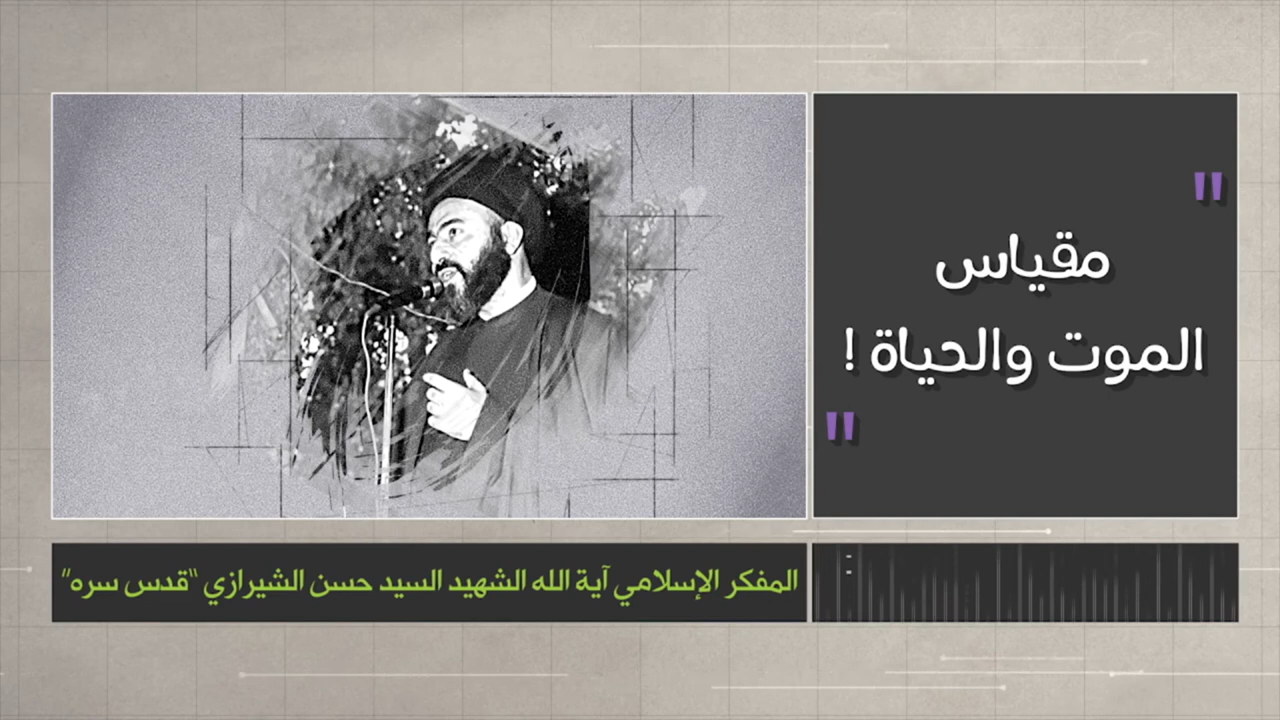 "
مقياس
الموت والحياة !
"
المفكر الإسلامي آية الله الشهيد السيد حسن الشيرازي "قدس سره"